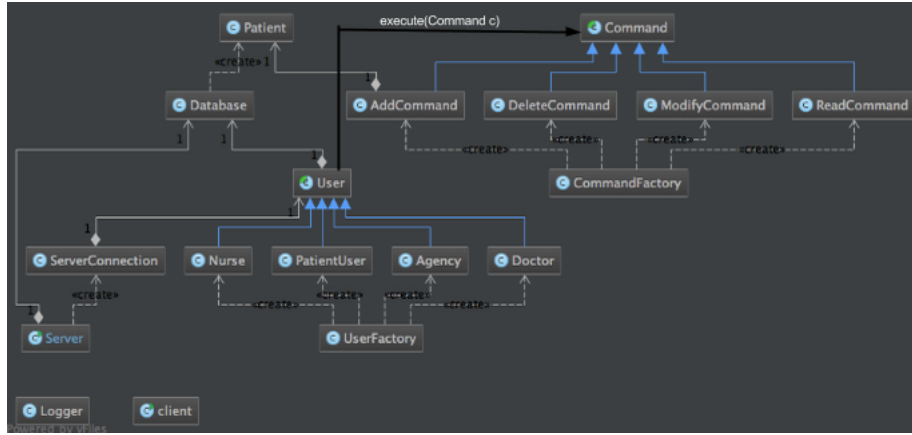 execute(Command c)
Patient
Command
«create»
1
1
Database
AddCommand
DeleteCommand
ModifyCommand
ReadCommand
1
1
«create»
«create»
«create»
«create»
1
User
CommandFactory
1
1
ServerConnection
Nurse
PatientUser
Agency
Doctor
«create»
«create»
«create»
«create»
«create»
1
Server
UserFactory
Logger
client
Powered by yFiles